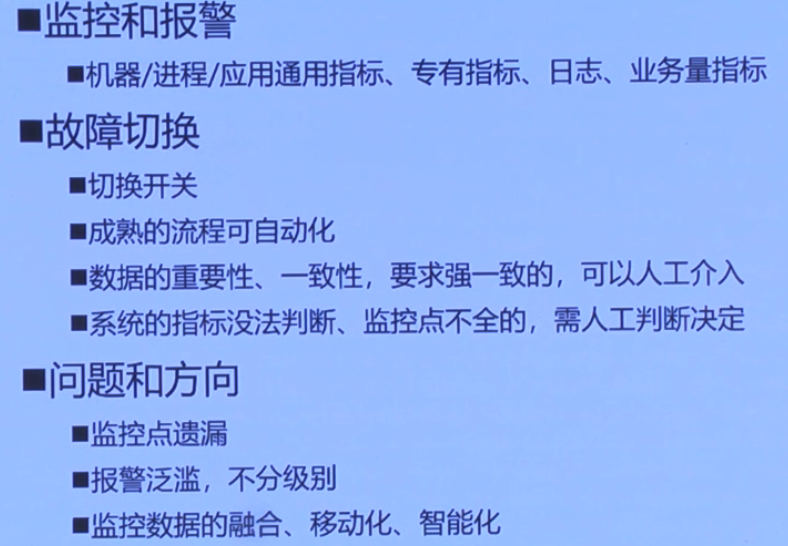 ■监控和报警
■机器/进程/应用通用指标、专有指标、日志、业务量指标
■故障切换
■切换开关
■成熟的流程可自动化
■数据的重要性、一致性，要求强一致的，可以人工介入
■系统的指标没法判断、监控点不全的，需人工判断决定
■问题和方向
■监控点遗漏
■报警泛滥，不分级别
■监控数据的融合、移动化、智能化